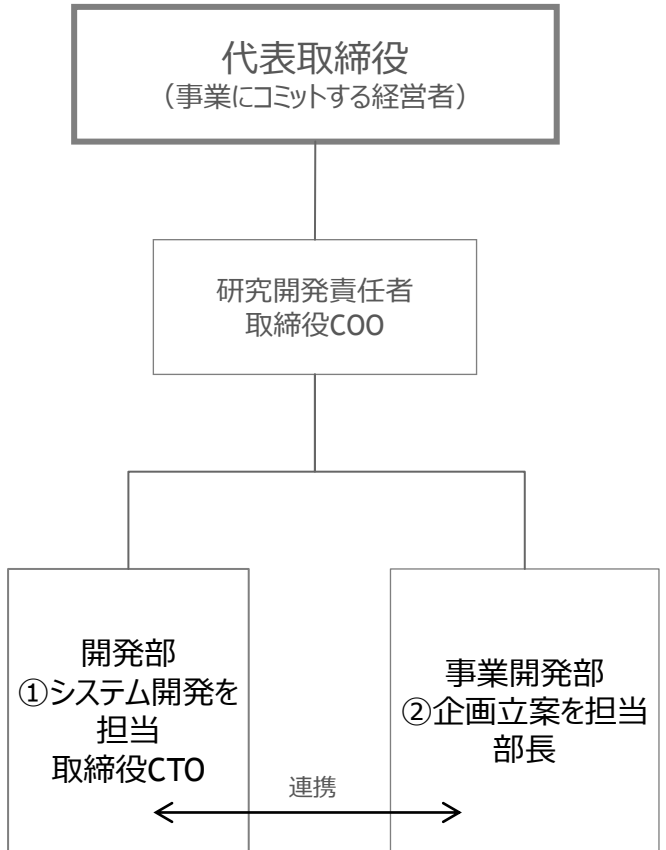 代表取締役
（事業にコミットする経営者）
研究開発責任者
取締役COO
開発部
①システム開発を
担当
取締役CTO
事業開発部
②企画立案を担当
部長
連携